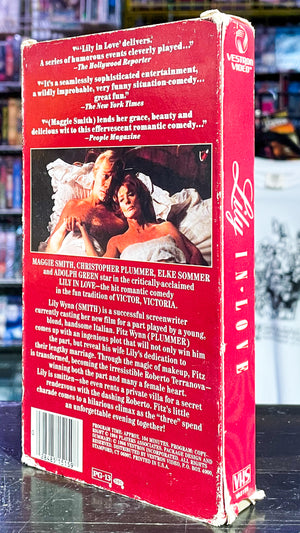 "'Lily in Love' delivers.
A series of humorous events cleverly played..."
—The Hollywood Reporter
"It's a seamlessly sophisticated entertainment,
a wildly improbable, very funny situation-comedy...
great fun."
—The New York Times
"(Maggie Smith) lends her grace, beauty and
delicious wit to this effervescent romantic comedy..."
—People Magazine
MAGGIE SMITH, CHRISTOPHER PLUMMER, ELKE SOMMER
and ADOLPH GREEN star in the critically-acclaimed
LILY IN LOVE—the hit romantic comedy
in the fun tradition of VICTOR, VICTORIA.
Lily Wynn (SMITH) is a successful screenwriter
currently casting her new film for a part played by a young,
blond, handsome Italian. Fitz Wynn (PLUMMER)
comes up with an ingenious plot that will not only win him
the part, but reveal his wife Lily's dedication to
their lengthy marriage. Through the magic of makeup, Fitz
is transformed, becoming the irresistible Roberto Terranova—
winning both the part and many a female heart.
Lily is smitten—she even rents a private villa for a secret
rendezvous with the dashing Roberto. Fitz's little
charade comes to a hilarious climax as the "three" spend
an unforgettable evening together!
PROGRAM TIME: APPROX. 104 MINUTES. PROGRAM: COPY-
PG-13
VESTRON
VIDEO
Lily
IN·LOVE
VHS